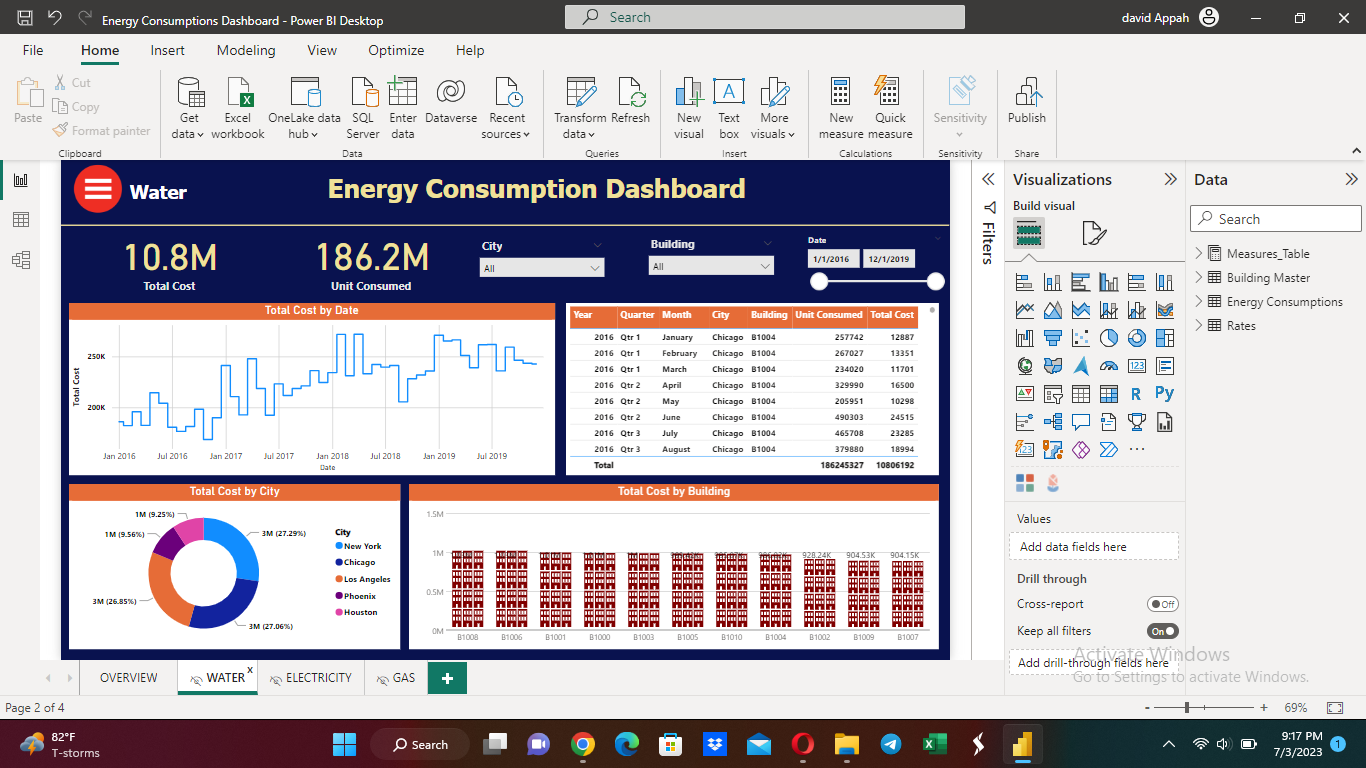 Energy Consumptions Dashboard - Power BI Desktop
Search
david Appah
File Home Insert Modeling View Optimize Help
Paste
Cut
Copy
Format painter
Clipboard
Get data
Excel workbook
OneLake data hub
SQL Server
Enter data
Dataverse
Recent sources
Data
Transform data
Refresh
Queries
New visual
Text box
More visuals
Insert
New measure
Quick measure
Calculations
Sensitivity
Sensitivity
Publish
Share
Water
Energy Consumption Dashboard
10.8M
Total Cost
186.2M
Unit Consumed
City
All
Building
All
Date
1/1/2016 12/1/2019
Total Cost by Date
Total Cost
250K
200K
Jan 2016 Jul 2016 Jan 2017 Jul 2017 Jan 2018 Jul 2018 Jan 2019 Jul 2019
Date
Year Quarter Month City Building Unit Consumed Total Cost
2016 Qtr 1 January Chicago B1004 257742 12887
2016 Qtr 1 February Chicago B1004 267027 13351
2016 Qtr 1 March Chicago B1004 234020 11701
2016 Qtr 2 April Chicago B1004 329990 16500
2016 Qtr 2 May Chicago B1004 205951 10298
2016 Qtr 2 June Chicago B1004 490303 24515
2016 Qtr 3 July Chicago B1004 465708 23285
2016 Qtr 3 August Chicago B1004 379880 18994
Total 186245327 10806192
Total Cost by City
1M (9.25%)
1M (9.56%)
3M (27.29%)
3M (26.85%)
3M (27.06%)
City
New York
Chicago
Los Angeles
Phoenix
Houston
Total Cost by Building
1.5M
1M
0.5M
0M
928.24K 904.53K 904.15K
B1008 B1006 B1001 B1000 B1003 B1005 B1010 B1004 B1002 B1009 B1007
Filters
Visualizations
Build visual
123
R
Py
123
Values
Add data fields here
Drill through
Cross-report
Off
Keep all filters
On
Add drill-through fields here
Data
Search
Measures_Table
Building Master
Energy Consumptions
Rates
Activate Windows
Go to Settings to activate Windows.
OVERVIEW WATER ELECTRICITY GAS
Page 2 of 4
69%
82°F
T-storms
Search
9:17 PM
7/3/2023
1